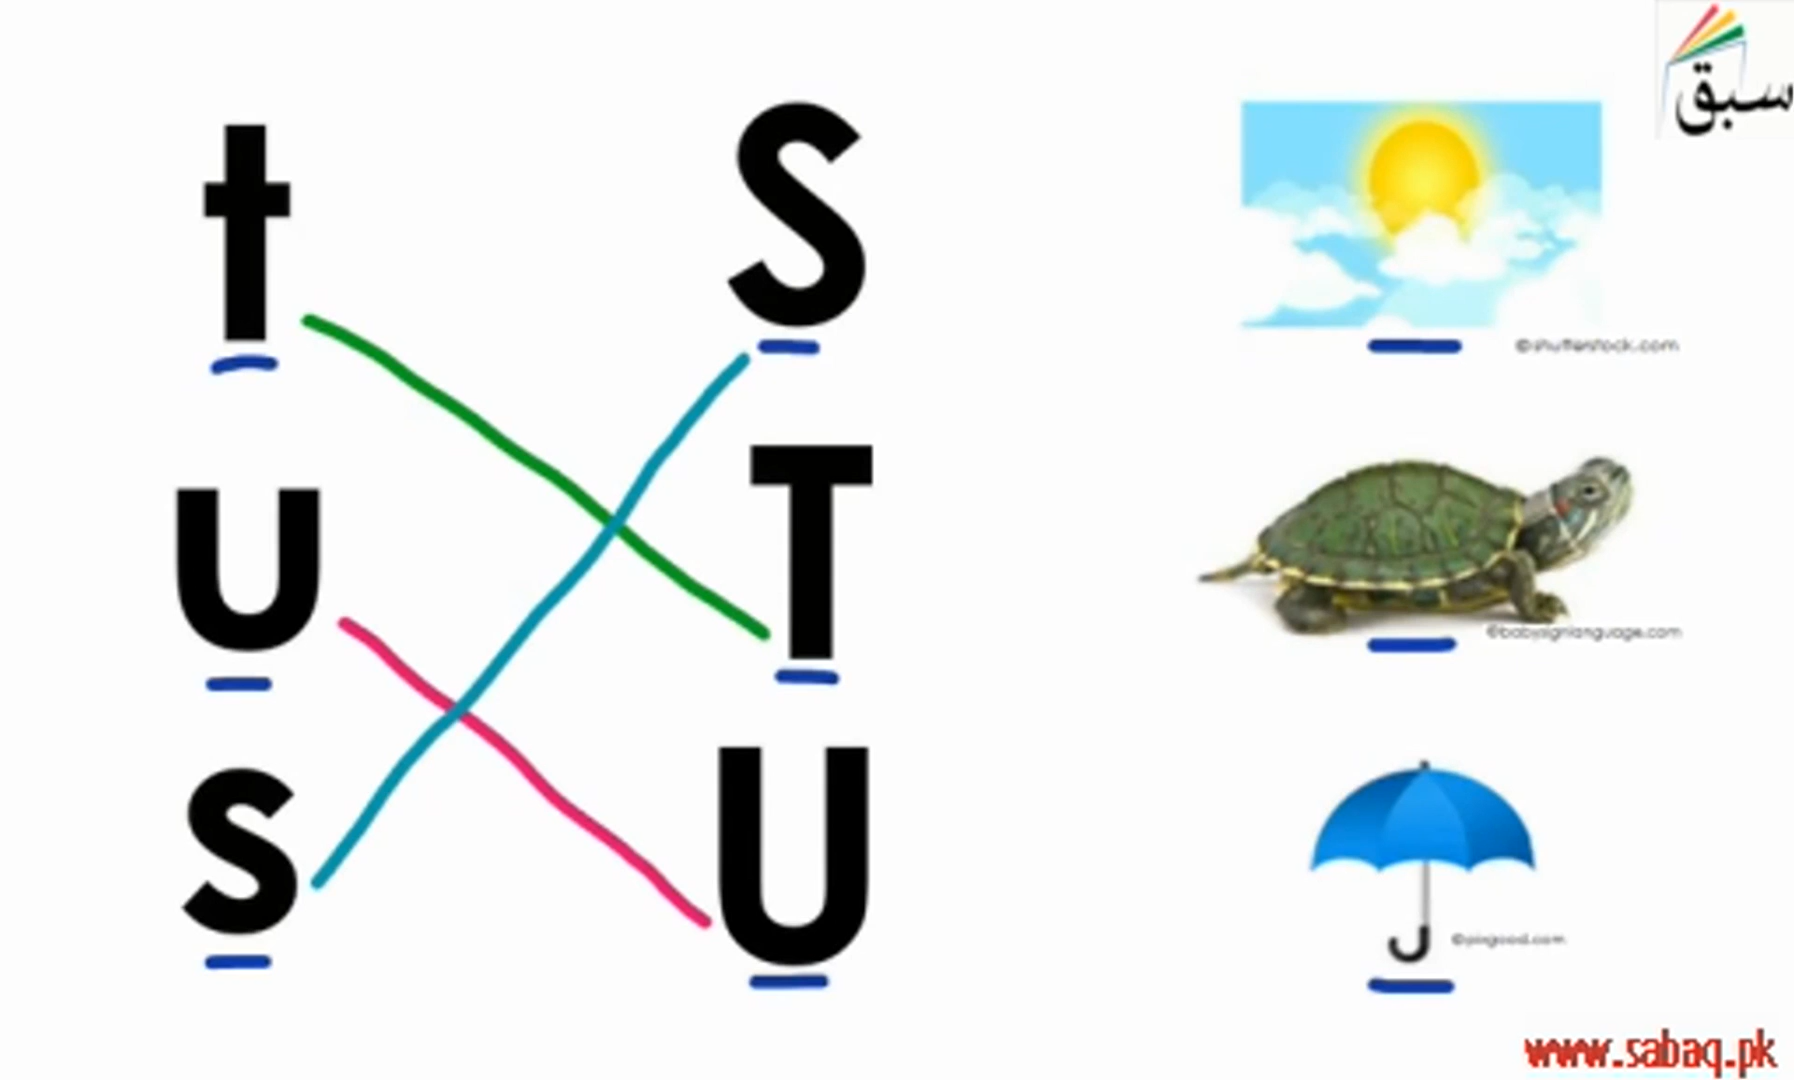 سبق
t S
©shutterstock.com
u T
©babysignlanguage.com
s U
©pngood.com
www.sabaq.pk